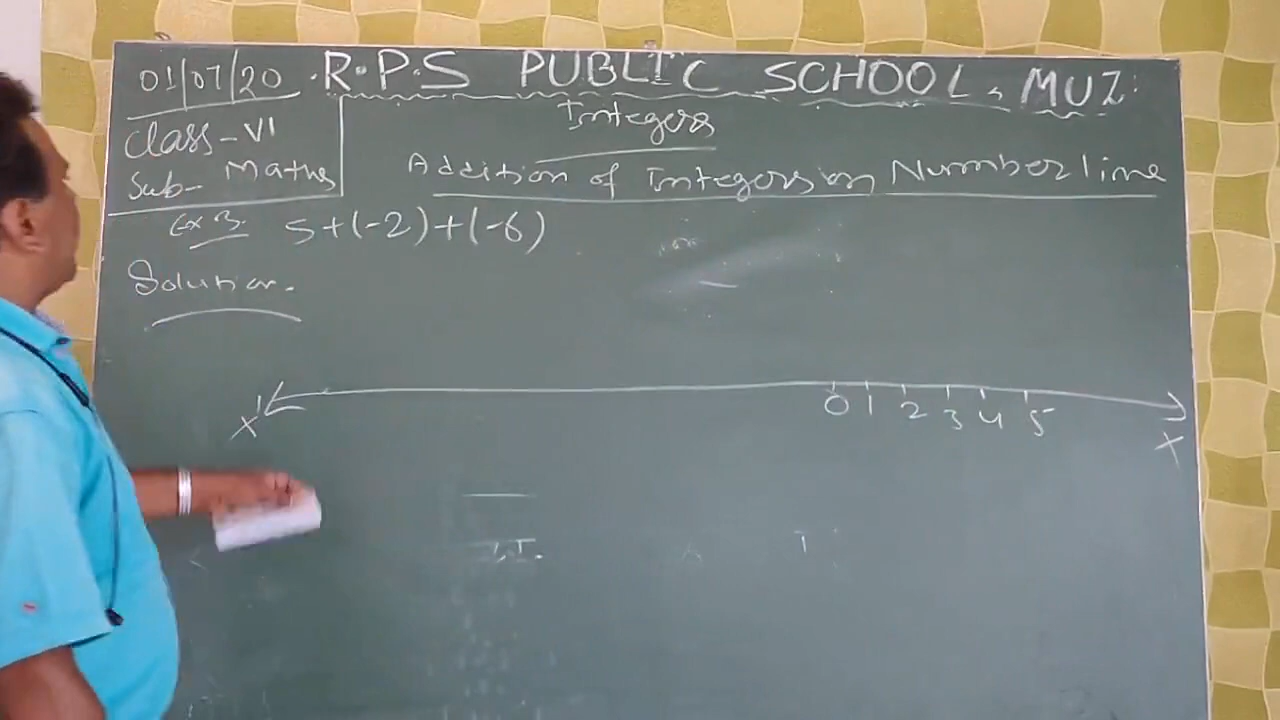 01/07/20 .R.P.S PUBLIC SCHOOL, MUZ:
Integers
Class-VI
Sub- Maths
Addition of Integers on Number line
Ex 3. 5+(-2)+(-6)
Solution.
0 1 2 3 4 5
X' X